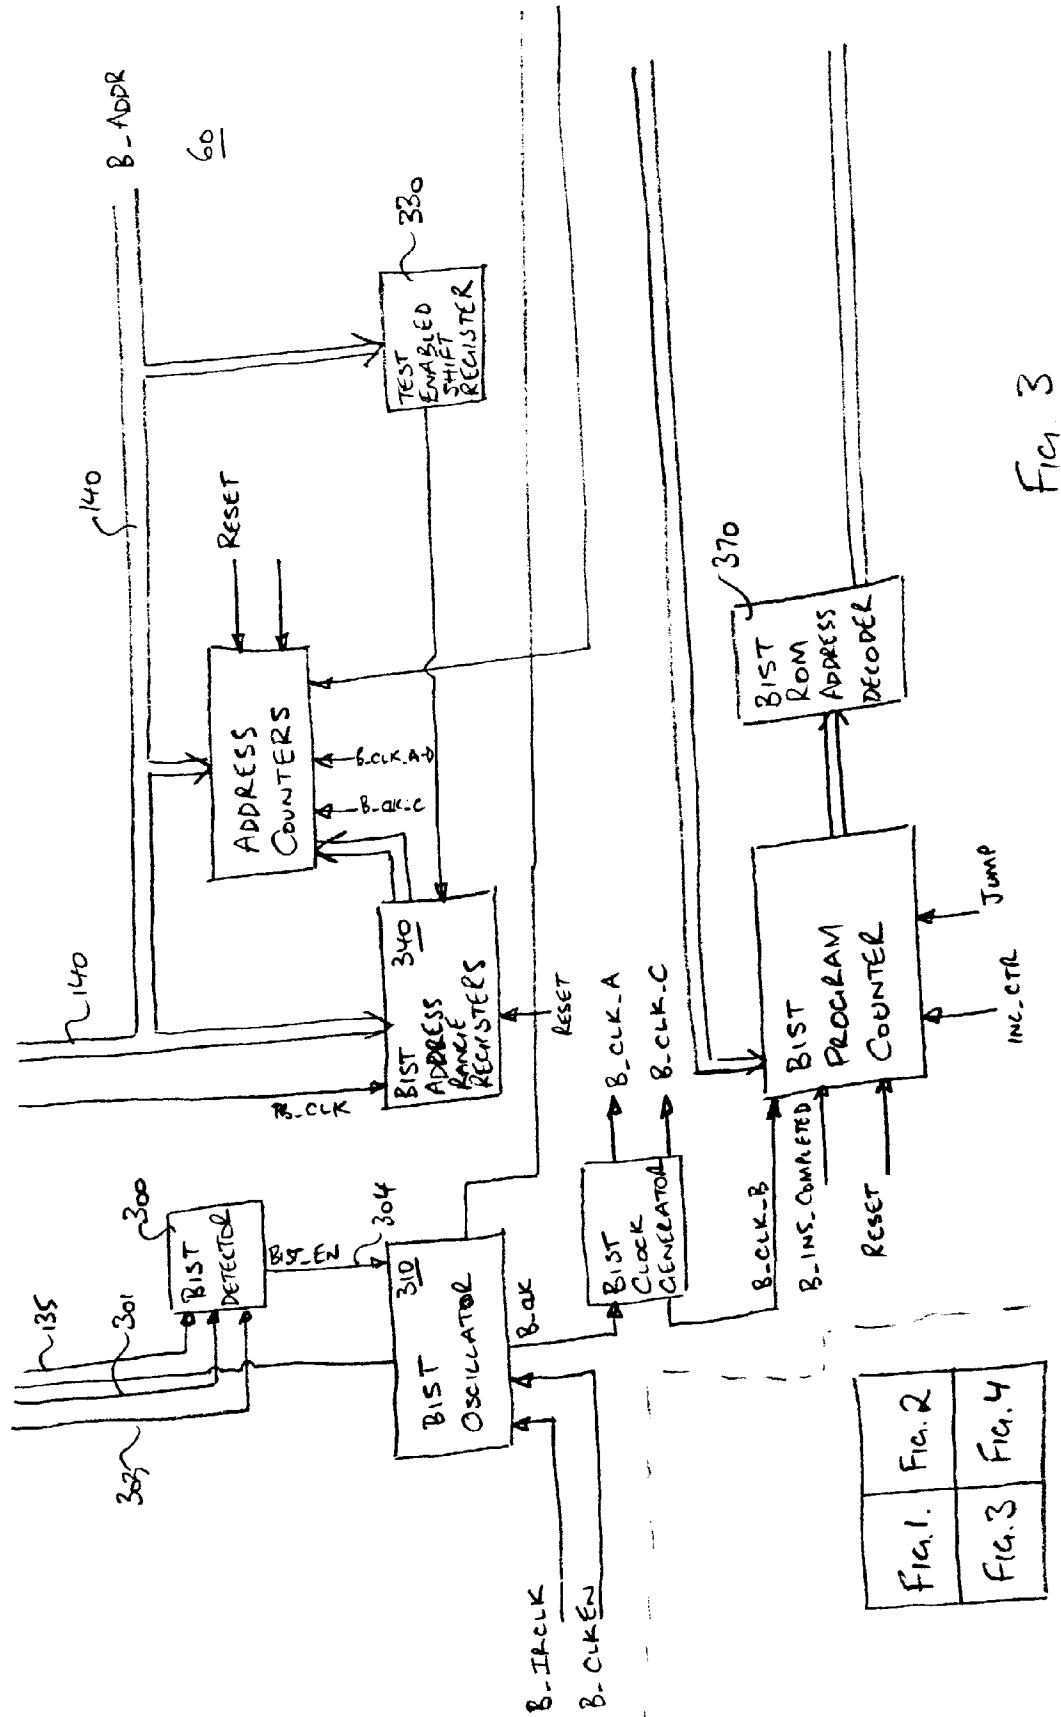 B_ADDR
60
140
140
135
301
303
300
BIST
DETECTOR
BIST_EN
304
PB_CLK
BIST
ADDRESS
RANGE
REGISTERS
340
RESET
ADDRESS
COUNTERS
B_CLK_C
B_CLK_A-D
RESET
TEST
ENABLED
SHIFT
REGISTER
330
310
BIST
OSCILLATOR
B_CLK
B_IRCLK
B_CLKEN
BIST
CLOCK
GENERATOR
B_CLK_A
B_CLK_C
B_CLK_B
B_INS_COMPLETED
RESET
BIST
PROGRAM
COUNTER
INC_CTR
JUMP
BIST
ROM
ADDRESS
DECODER
370
FIG.1. FIG.2
FIG.3 FIG.4
FIG 3